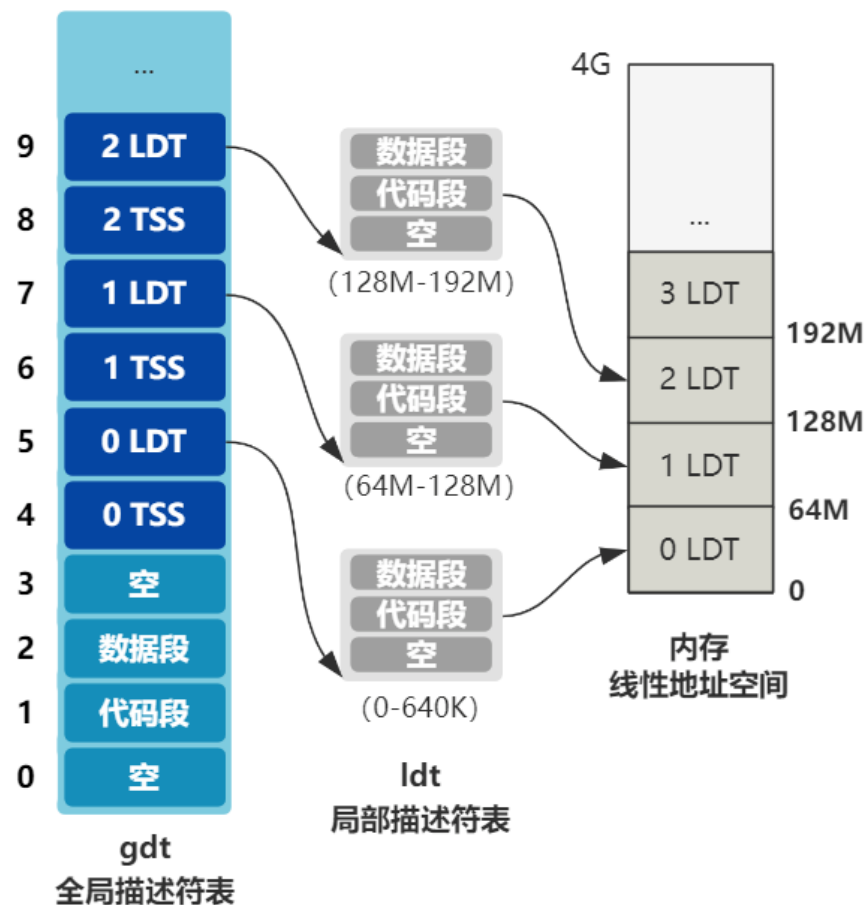 ...
9
2 LDT
8
2 TSS
7
1 LDT
6
1 TSS
5
0 LDT
4
0 TSS
3
空
2
数据段
1
代码段
0
空
gdt
全局描述符表
数据段
代码段
空
(128M-192M)
数据段
代码段
空
(64M-128M)
数据段
代码段
空
(0-640K)
ldt
局部描述符表
4G
...
3 LDT
192M
2 LDT
128M
1 LDT
64M
0 LDT
0
内存
线性地址空间